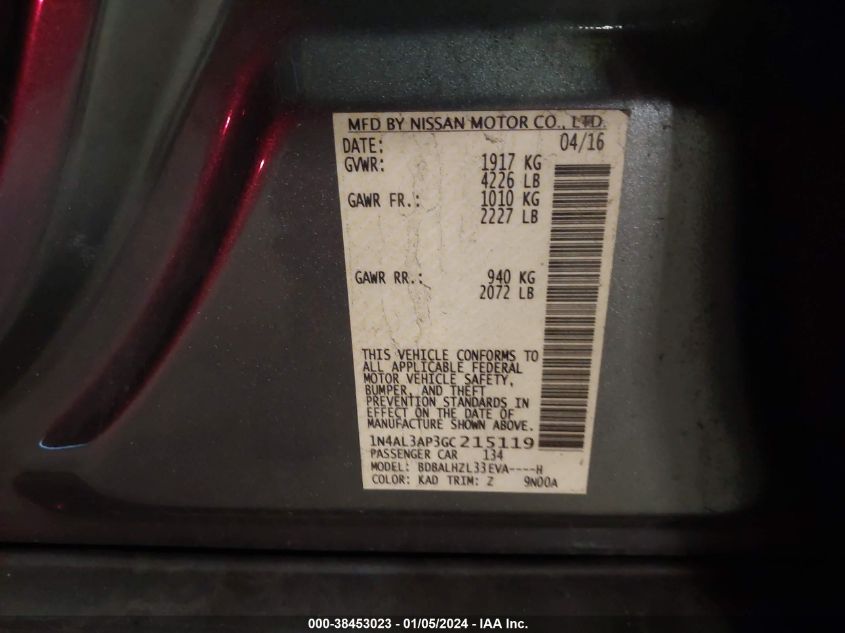 MFD BY NISSAN MOTOR CO., LTD.
DATE: 04/16
GVWR: 1917 KG
4226 LB
GAWR FR.: 1010 KG
2227 LB
GAWR RR.: 940 KG
2072 LB
THIS VEHICLE CONFORMS TO
ALL APPLICABLE FEDERAL
MOTOR VEHICLE SAFETY,
BUMPER, AND THEFT
PREVENTION STANDARDS IN
EFFECT ON THE DATE OF
MANUFACTURE SHOWN ABOVE.
1N4AL3AP3GC215119
PASSENGER CAR 134
MODEL: BDBALHZL33EVA----H
COLOR: KAD TRIM: Z 9N00A
000-38453023 - 01/05/2024 - IAA Inc.